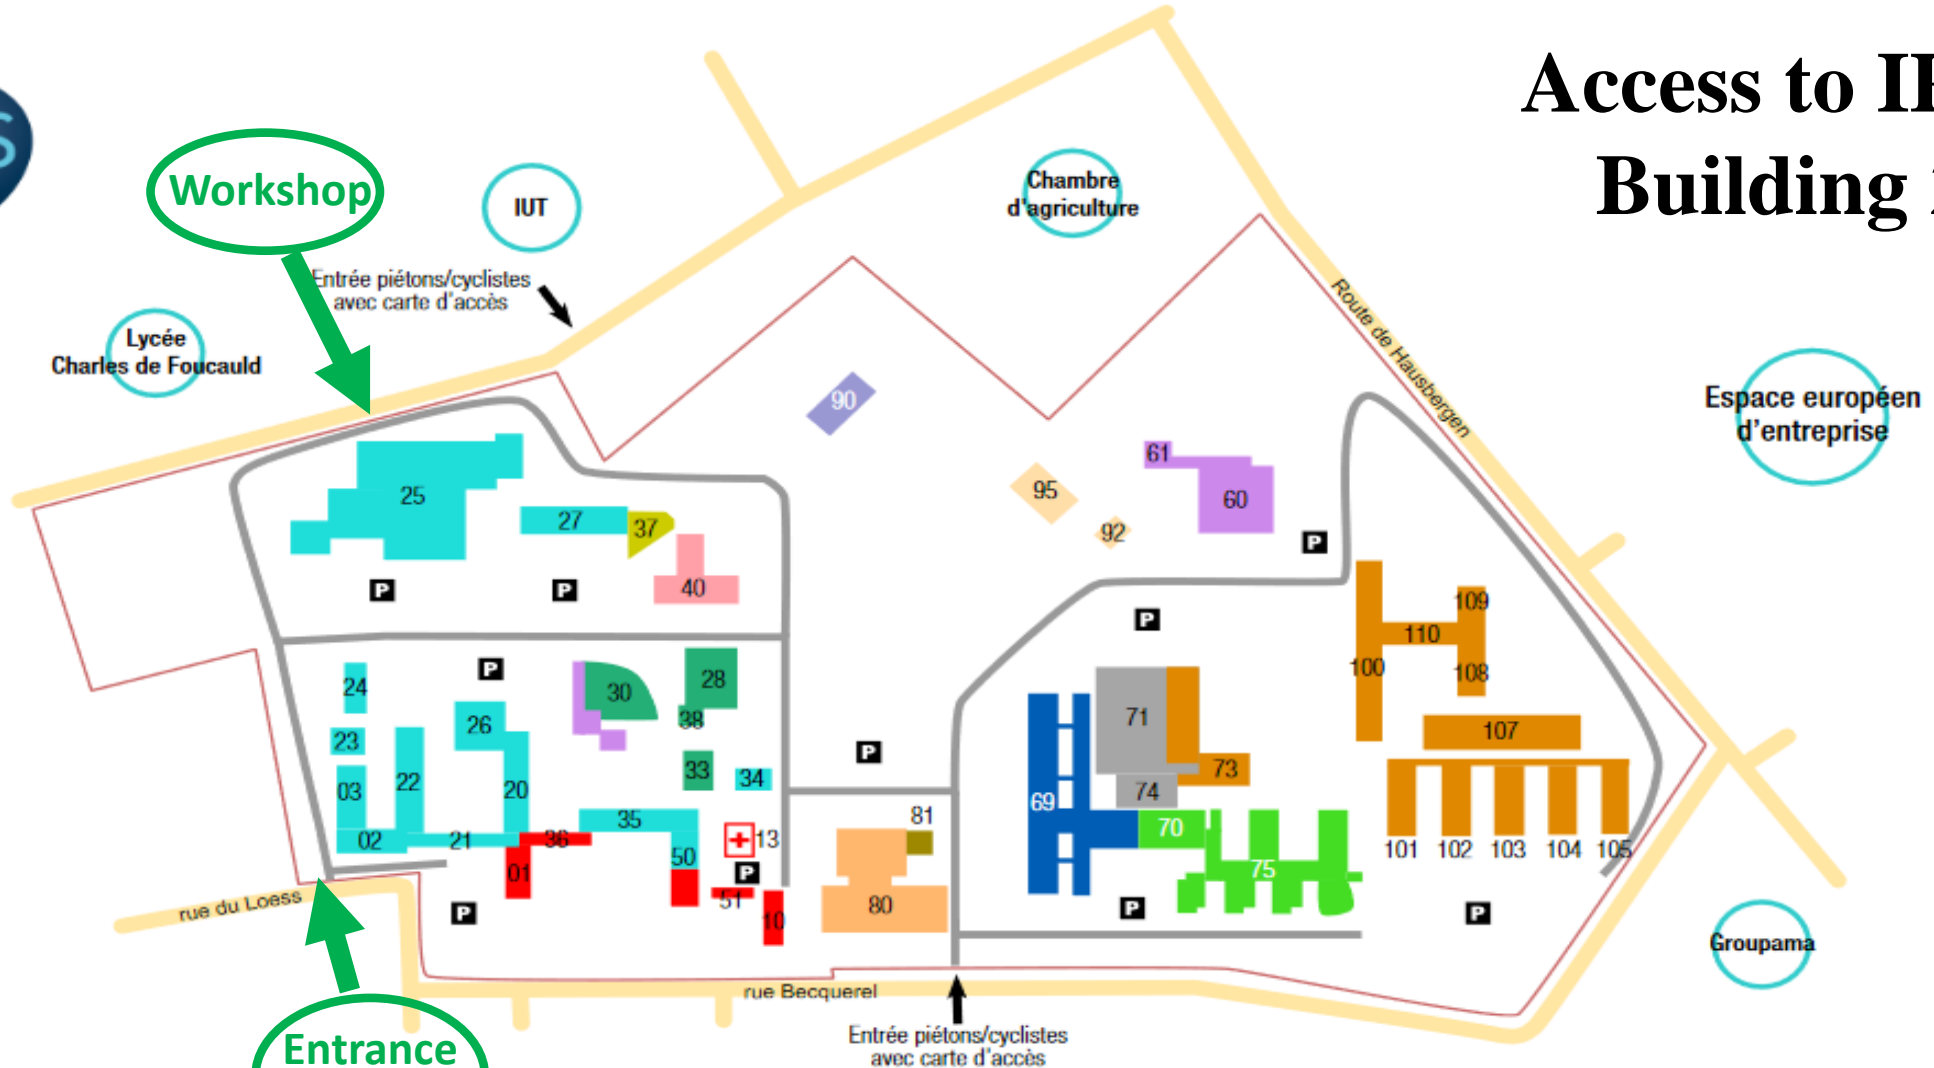 Access to
Building
S
Workshop
IUT
Chambre
d'agriculture
Entrée piétons/cyclistes
avec carte d'accès
Lycée
Charles de Foucauld
Route de Hausbergen
Espace européen
d'entreprise
90
61
60
95
92
25
27
37
40
P
P
P
P
P
24
23
03
22
26
20
02
21
30
28
38
33
34
35
36
01
50
51
13
P
10
P
P
81
80
69
71
73
74
70
75
P
100
110
109
108
107
101
102
103
104
105
P
rue du Loess
rue Becquerel
Groupama
Entrance
Entrée piétons/cyclistes
avec carte d'accès